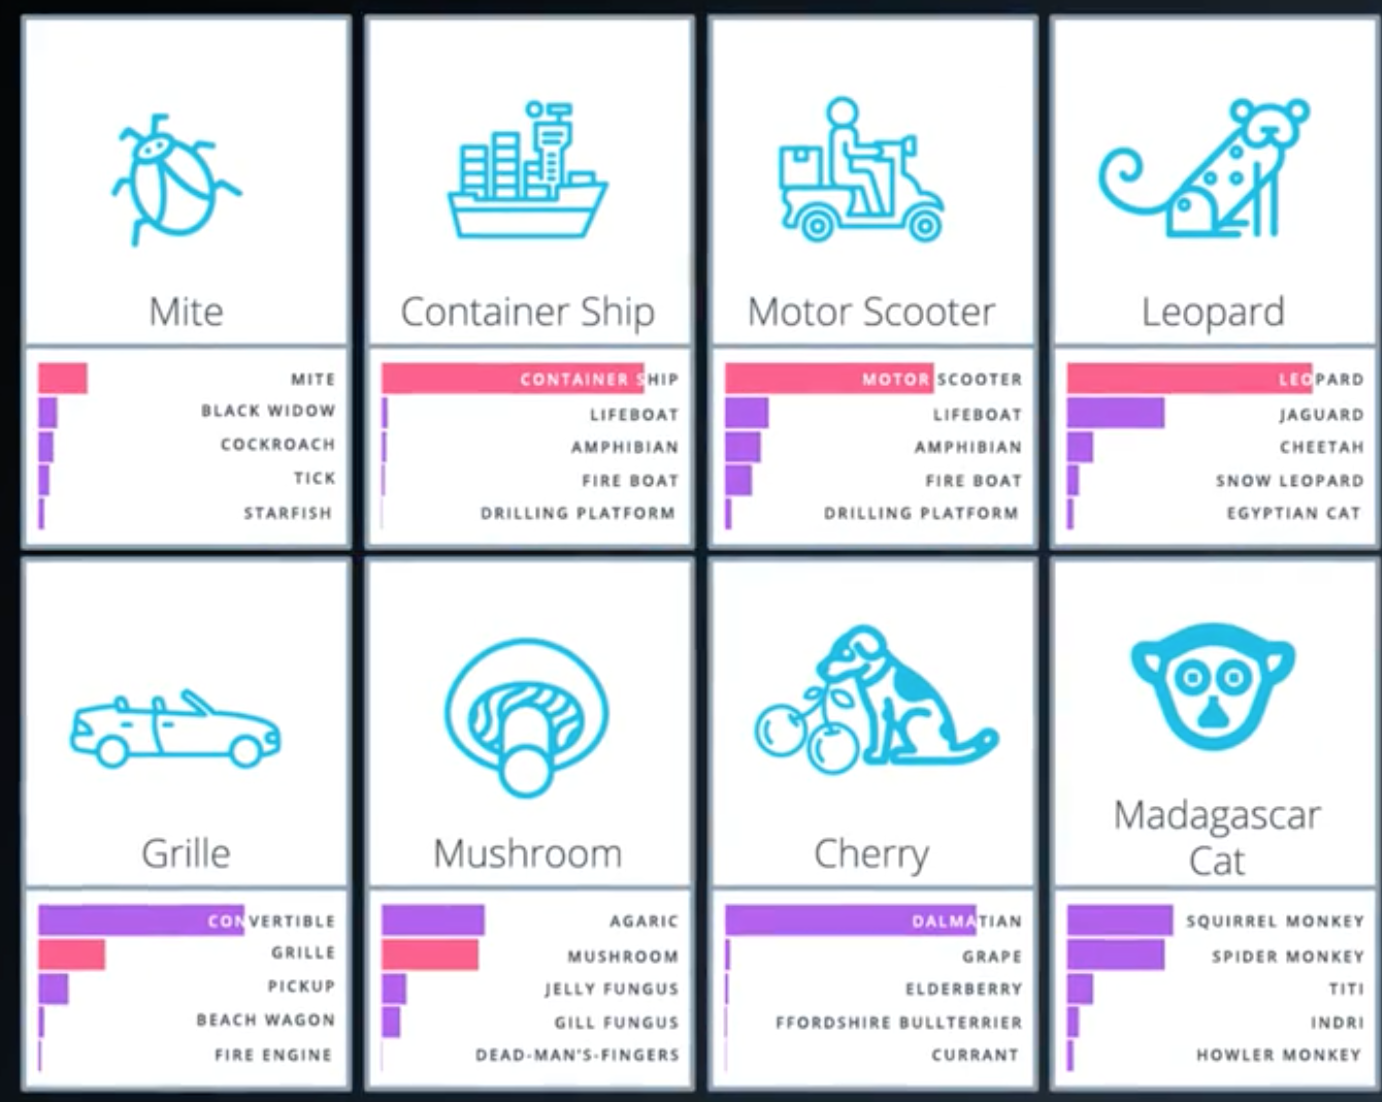 Mite
MITE
BLACK WIDOW
COCKROACH
TICK
STARFISH
Container Ship
CONTAINER SHIP
LIFEBOAT
AMPHIBIAN
FIRE BOAT
DRILLING PLATFORM
Motor Scooter
MOTOR SCOOTER
LIFEBOAT
AMPHIBIAN
FIRE BOAT
DRILLING PLATFORM
Leopard
LEOPARD
JAGUARD
CHEETAH
SNOW LEOPARD
EGYPTIAN CAT
Grille
CONVERTIBLE
GRILLE
PICKUP
BEACH WAGON
FIRE ENGINE
Mushroom
AGARIC
MUSHROOM
JELLY FUNGUS
GILL FUNGUS
DEAD-MAN'S-FINGERS
Cherry
DALMATIAN
GRAPE
ELDERBERRY
FFORDSHIRE BULLTERRIER
CURRANT
Madagascar
Cat
SQUIRREL MONKEY
SPIDER MONKEY
TITI
INDRI
HOWLER MONKEY